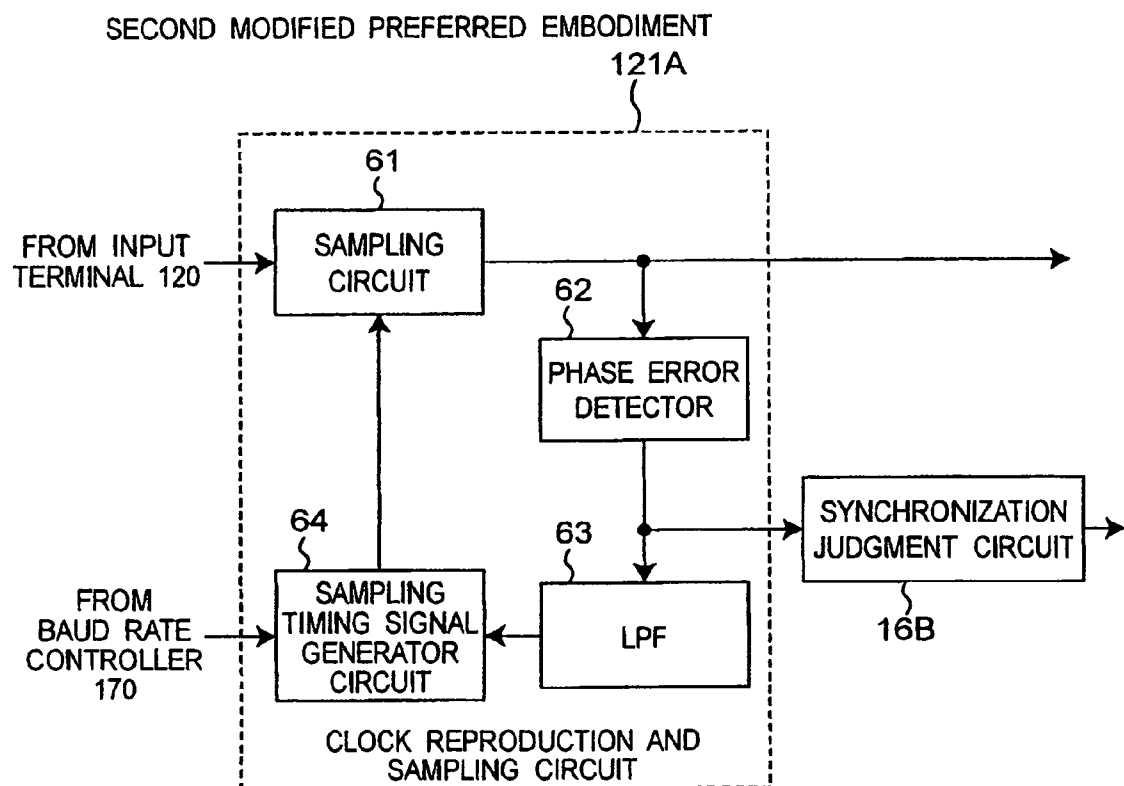 SECOND MODIFIED PREFERRED EMBODIMENT
121A
61
FROM INPUT
TERMINAL 120
SAMPLING
CIRCUIT
62
PHASE ERROR
DETECTOR
64
63
SYNCHRONIZATION
JUDGMENT CIRCUIT
FROM
BAUD RATE
CONTROLLER
170
SAMPLING
TIMING SIGNAL
GENERATOR
CIRCUIT
LPF
16B
CLOCK REPRODUCTION AND
SAMPLING CIRCUIT